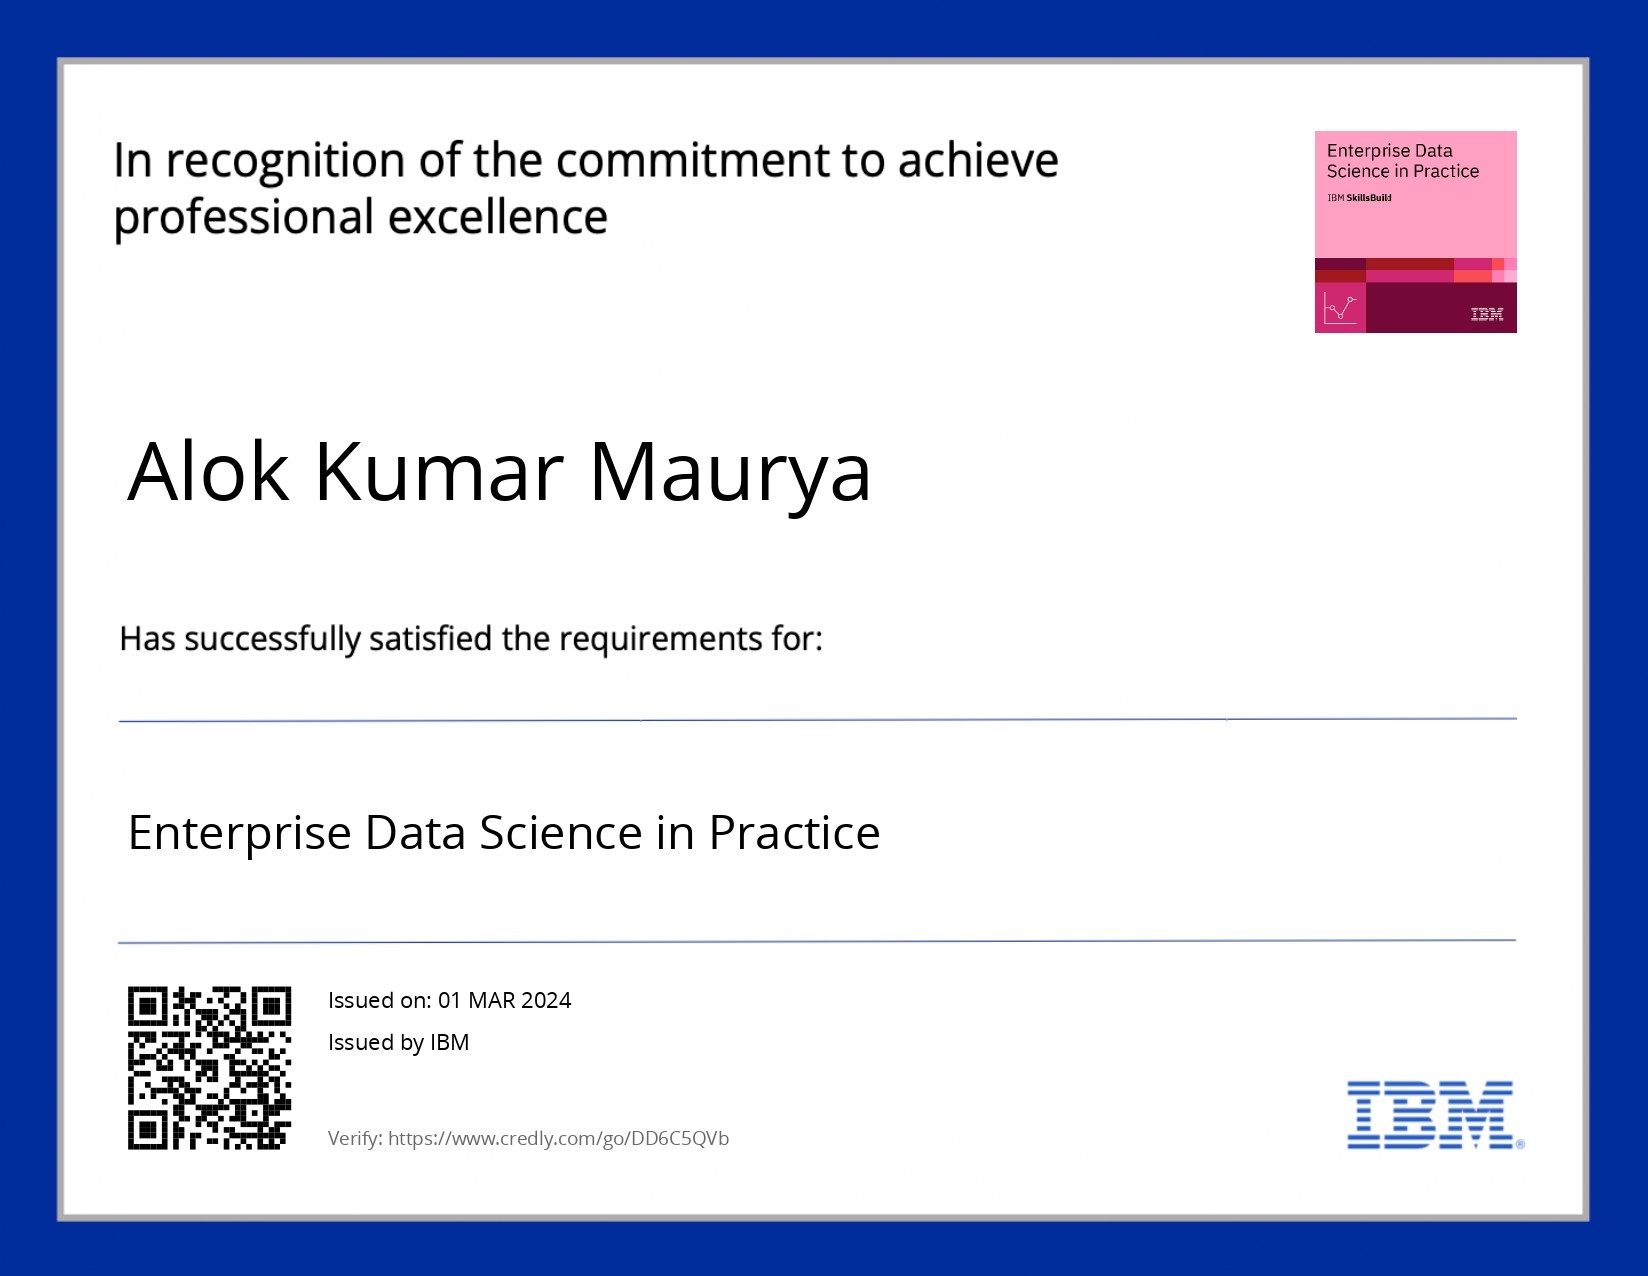 In recognition of the commitment to achieve
professional excellence
Enterprise Data
Science in Practice
IBM SkillsBuild
IBM
Alok Kumar Maurya
Has successfully satisfied the requirements for:
Enterprise Data Science in Practice
Issued on: 01 MAR 2024
Issued by IBM
Verify: https://www.credly.com/go/DD6C5QVb
IBM®